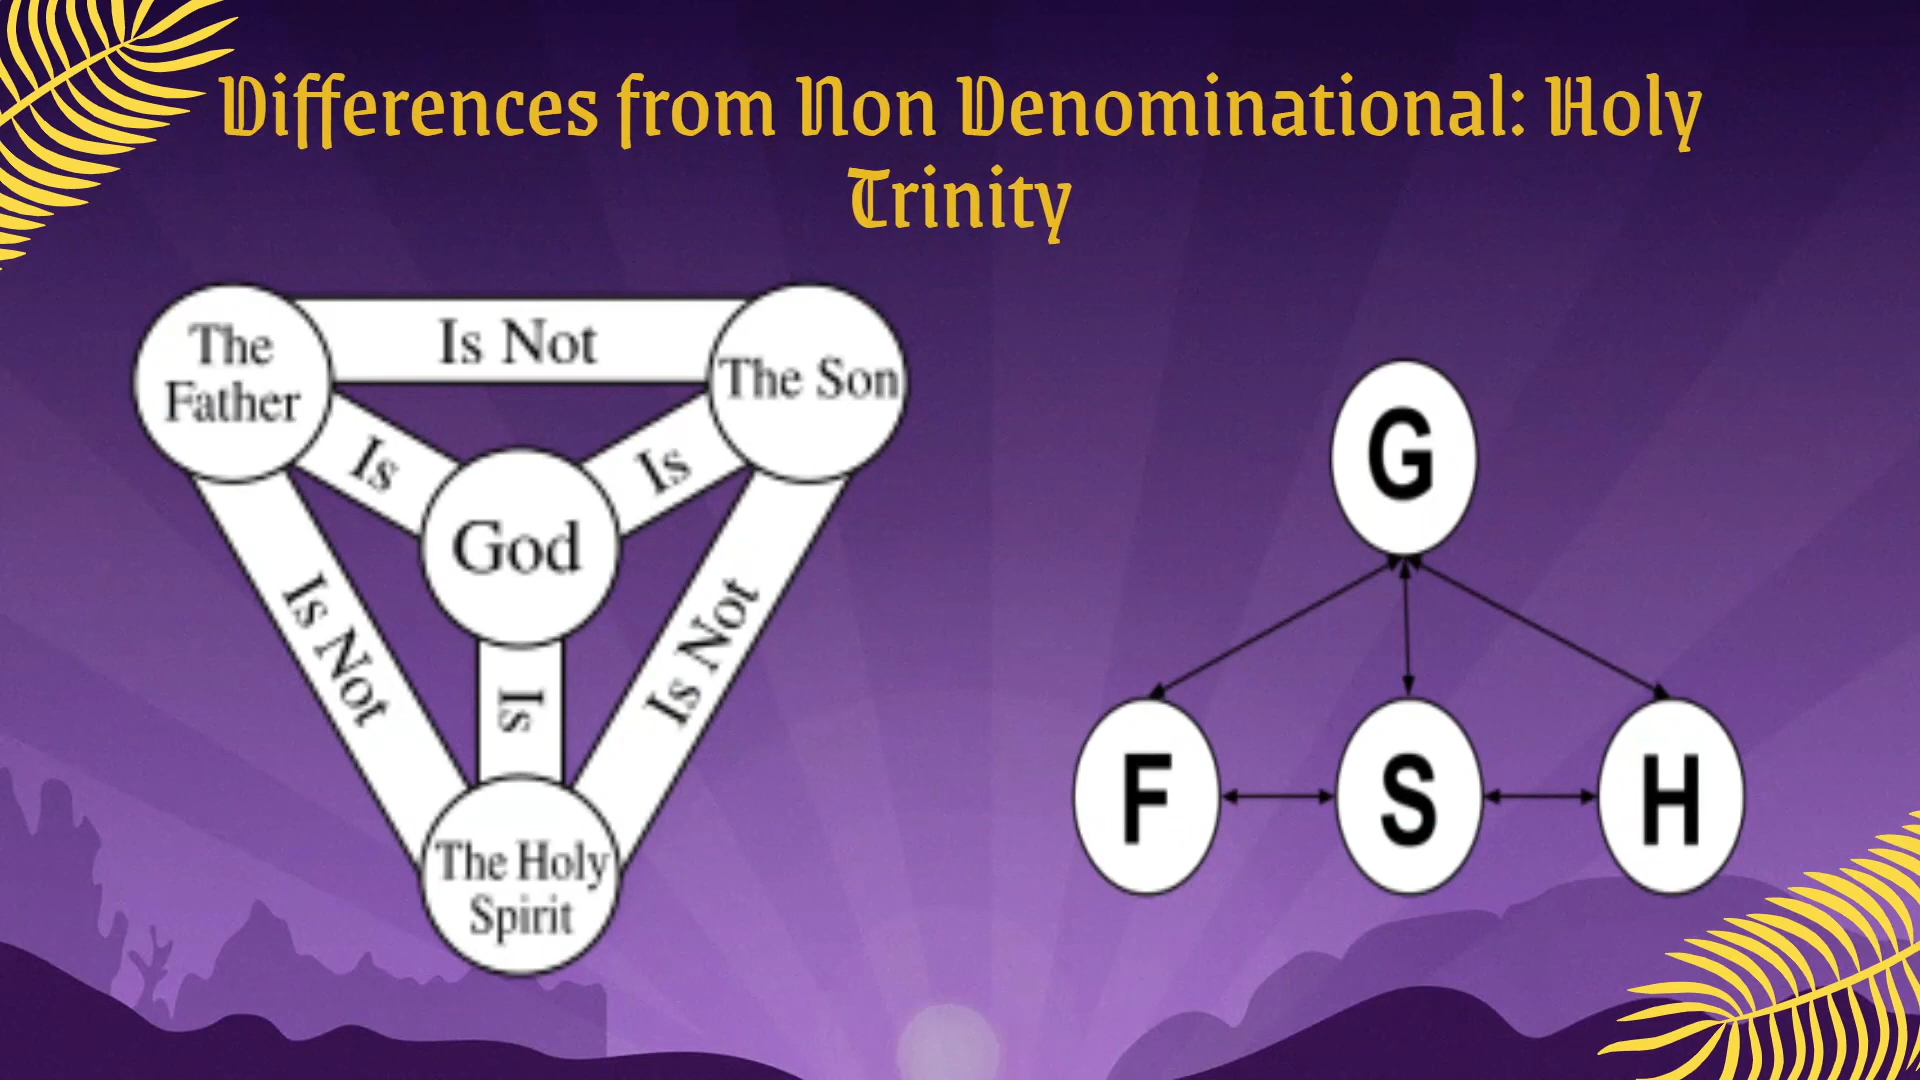 Differences from Non Denominational: Holy
Trinity
The
Father
Is Not
The Son
Is
Is
God
Is Not
Is
Is Not
The Holy
Spirit
G
F
S
H